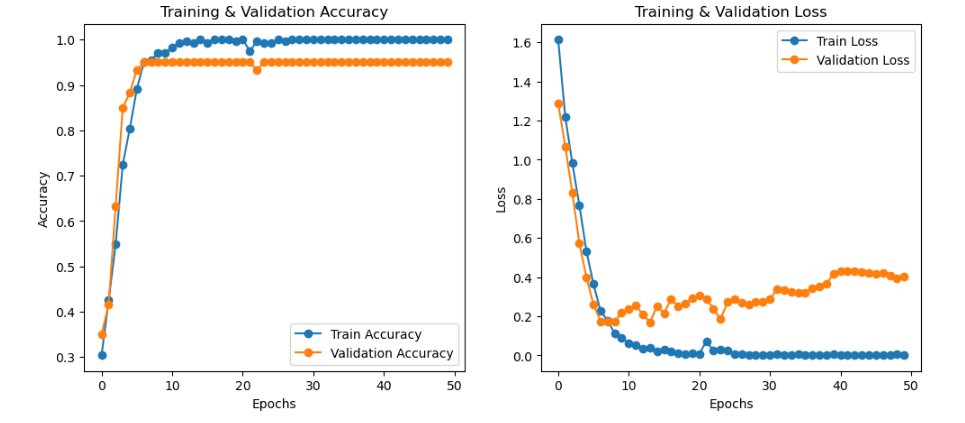 Training & Validation Accuracy
1.0
0.9
0.8
0.7
0.6
0.5
0.4
0.3
Accuracy
0
10
20
30
40
50
Epochs
Train Accuracy
Validation Accuracy
Training & Validation Loss
1.6
1.4
1.2
1.0
0.8
0.6
0.4
0.2
0.0
Loss
0
10
20
30
40
50
Epochs
Train Loss
Validation Loss